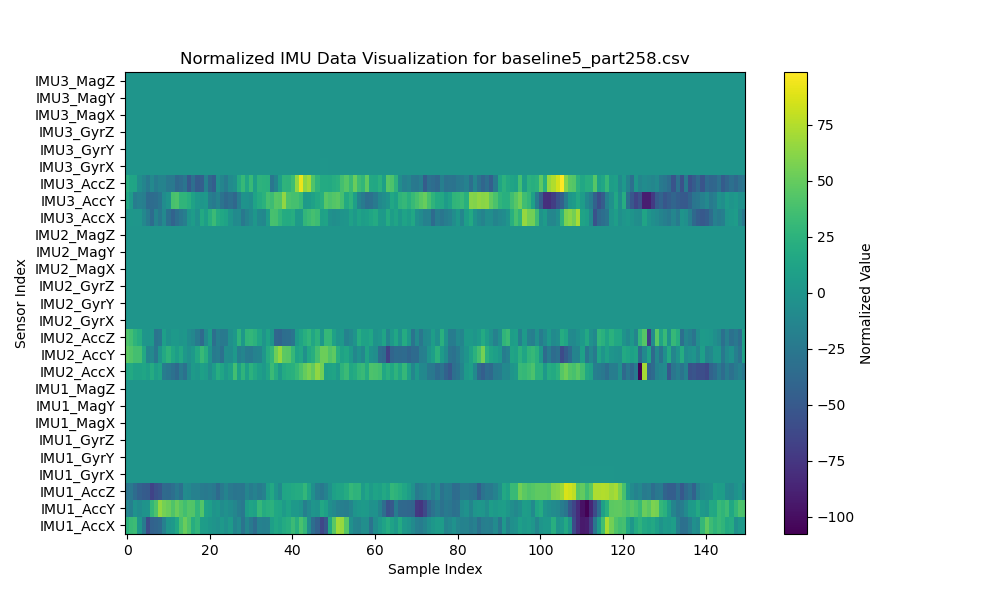 Normalized IMU Data Visualization for baseline5_part258.csv
IMU3_MagZ
IMU3_MagY
IMU3_MagX
IMU3_GyrZ
IMU3_GyrY
IMU3_GyrX
IMU3_AccZ
IMU3_AccY
IMU3_AccX
IMU2_MagZ
IMU2_MagY
IMU2_MagX
IMU2_GyrZ
IMU2_GyrY
IMU2_GyrX
IMU2_AccZ
IMU2_AccY
IMU2_AccX
IMU1_MagZ
IMU1_MagY
IMU1_MagX
IMU1_GyrZ
IMU1_GyrY
IMU1_GyrX
IMU1_AccZ
IMU1_AccY
IMU1_AccX
Sensor Index
0 20 40 60 80 100 120 140
Sample Index
75
50
25
0
−25
−50
−75
−100
Normalized Value